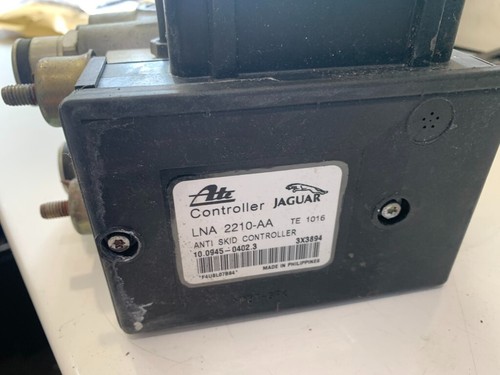 Ate
Controller JAGUAR
LNA 2210-AA TE 1016
ANTI SKID CONTROLLER 3X3894
10.0945-0402.3
MADE IN PHILIPPINES